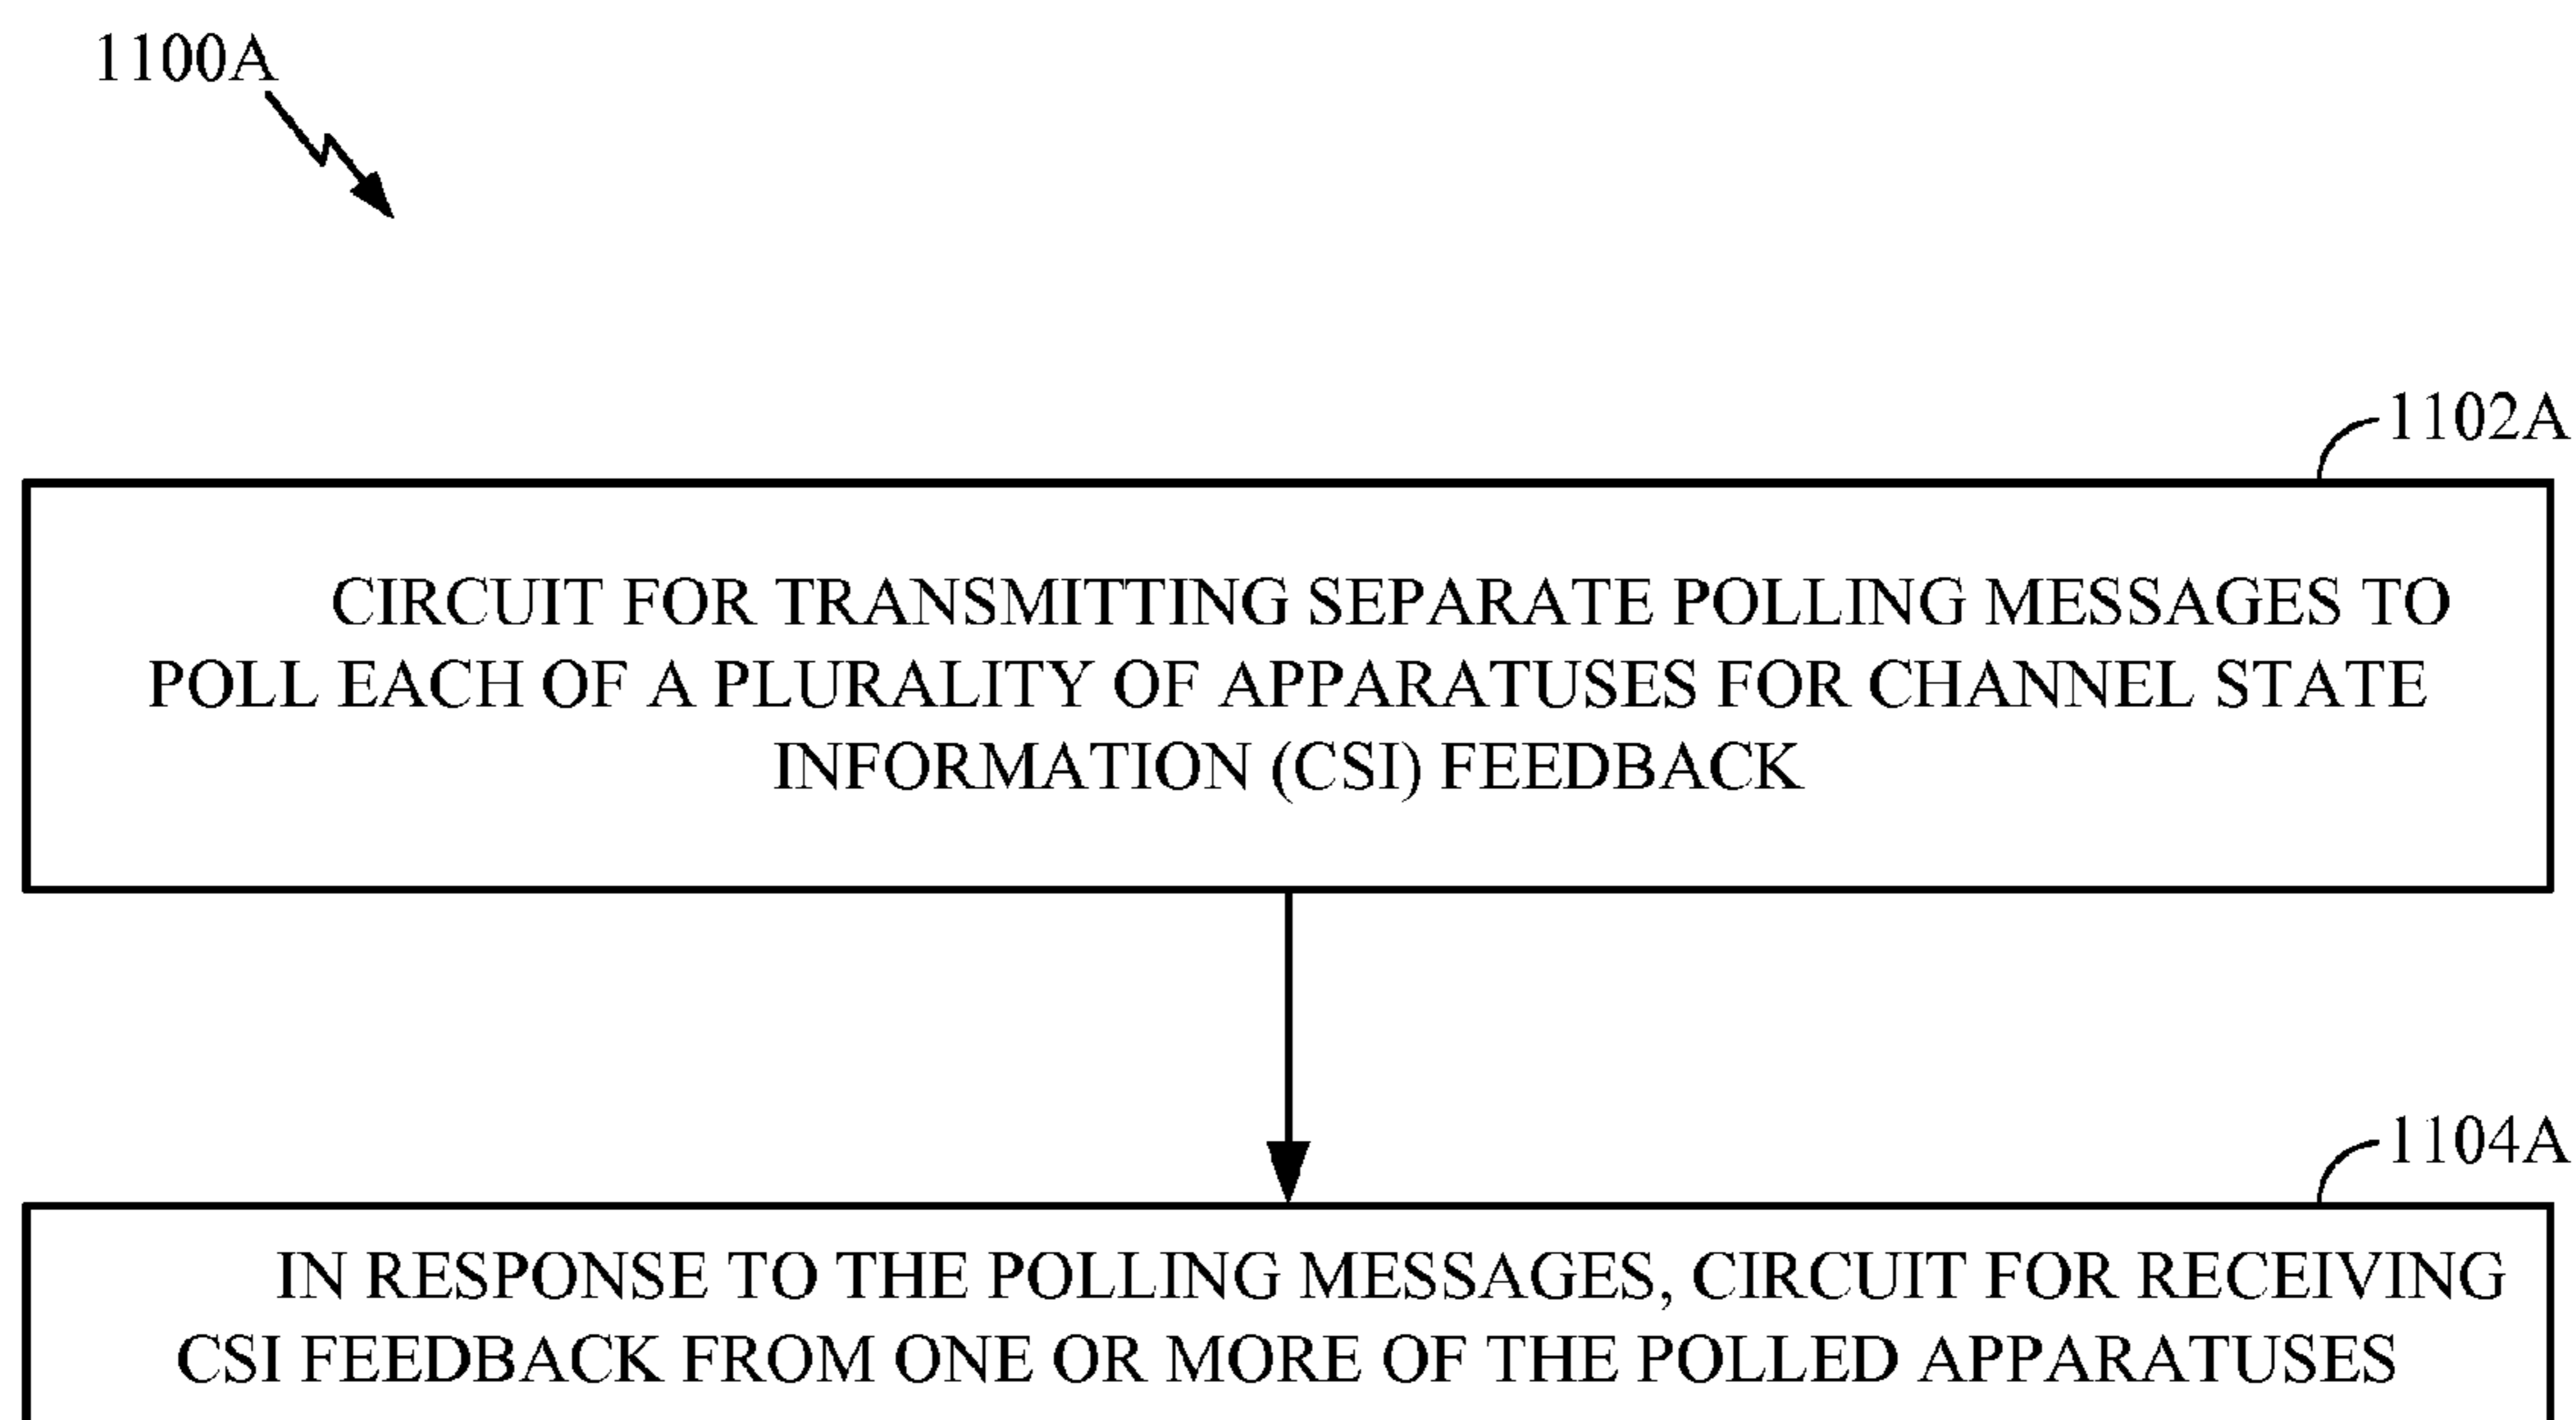 1100A
1102A
CIRCUIT FOR TRANSMITTING SEPARATE POLLING MESSAGES TO
POLL EACH OF A PLURALITY OF APPARATUSES FOR CHANNEL STATE
INFORMATION (CSI) FEEDBACK
1104A
IN RESPONSE TO THE POLLING MESSAGES, CIRCUIT FOR RECEIVING
CSI FEEDBACK FROM ONE OR MORE OF THE POLLED APPARATUSES